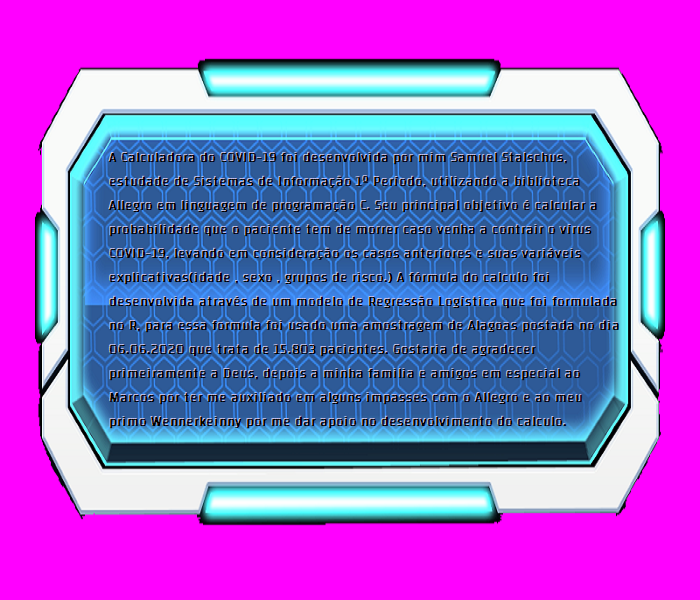 A Calculadora do COVID-19 foi desenvolvida por mim Samuel Stalschus,
estudade de Sistemas de Informação 1º Período, utilizando a biblioteca
Allegro em linguagem de programação C. Seu principal objetivo é calcular a
probabilidade que o paciente tem de morrer caso venha a contrair o vírus
COVID-19, levando em consideração os casos anteriores e suas variáveis
explicativas(idade , sexo , grupos de risco.) A fórmula do calculo foi
desenvolvida através de um modelo de Regressão Logística que foi formulada
no R, para essa formula foi usado uma amostragem de Alagoas postada no dia
06.06.2020 que trata de 15.803 pacientes. Gostaria de agradecer
primeiramente a Deus, depois a minha família e amigos em especial ao
Marcos por ter me auxiliado em alguns impasses com o Allegro e ao meu
primo Wennerkeinny por me dar apoio no desenvolvimento do calculo.